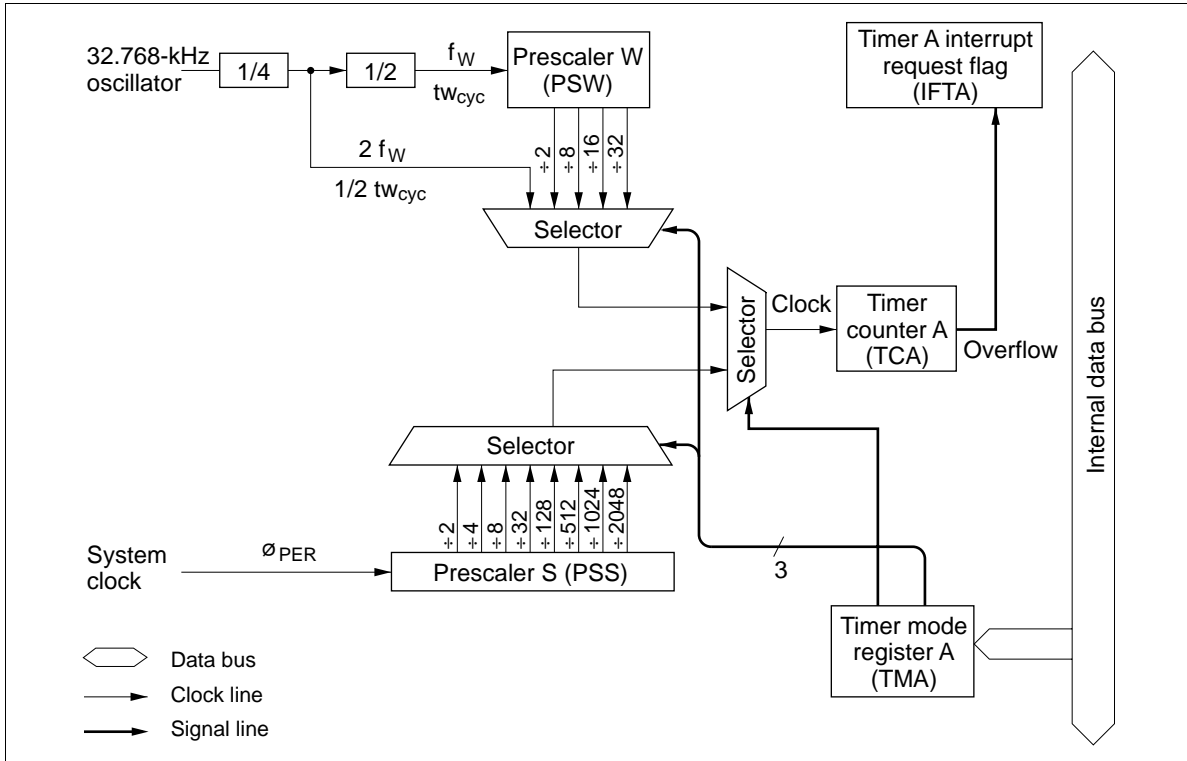 32.768-kHz
oscillator
1/4
1/2
fW
twcyc
Prescaler W
(PSW)
Timer A interrupt
request flag
(IFTA)
2 fW
1/2 twcyc
÷2
÷8
÷16
÷32
Selector
Selector
Clock
Timer
counter A
(TCA)
Overflow
Internal data bus
Selector
÷2
÷4
÷8
÷32
÷128
÷512
÷1024
÷2048
System
clock
øPER
Prescaler S (PSS)
3
Timer mode
register A
(TMA)
Data bus
Clock line
Signal line